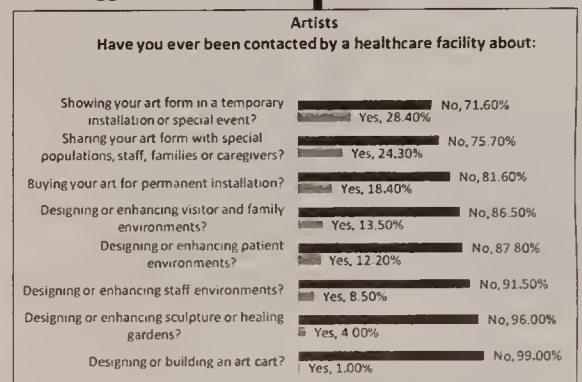 Artists
Have you ever been contacted by a healthcare facility about:
Showing your art form in a temporary
installation or special event?
No, 71.60%
Yes, 28.40%
Sharing your art form with special
populations, staff, families or caregivers?
No, 75.70%
Yes, 24.30%
Buying your art for permanent installation?
No, 81.60%
Yes, 18.40%
Designing or enhancing visitor and family
environments?
No, 86.50%
Yes, 13.50%
Designing or enhancing patient
environments?
No, 87 80%
Yes, 12.20%
Designing or enhancing staff environments?
No, 91.50%
Yes, 8.50%
Designing or enhancing sculpture or healing
gardens?
No, 96.00%
Yes, 4 00%
Designing or building an art cart?
No, 99.00%
Yes, 1.00%